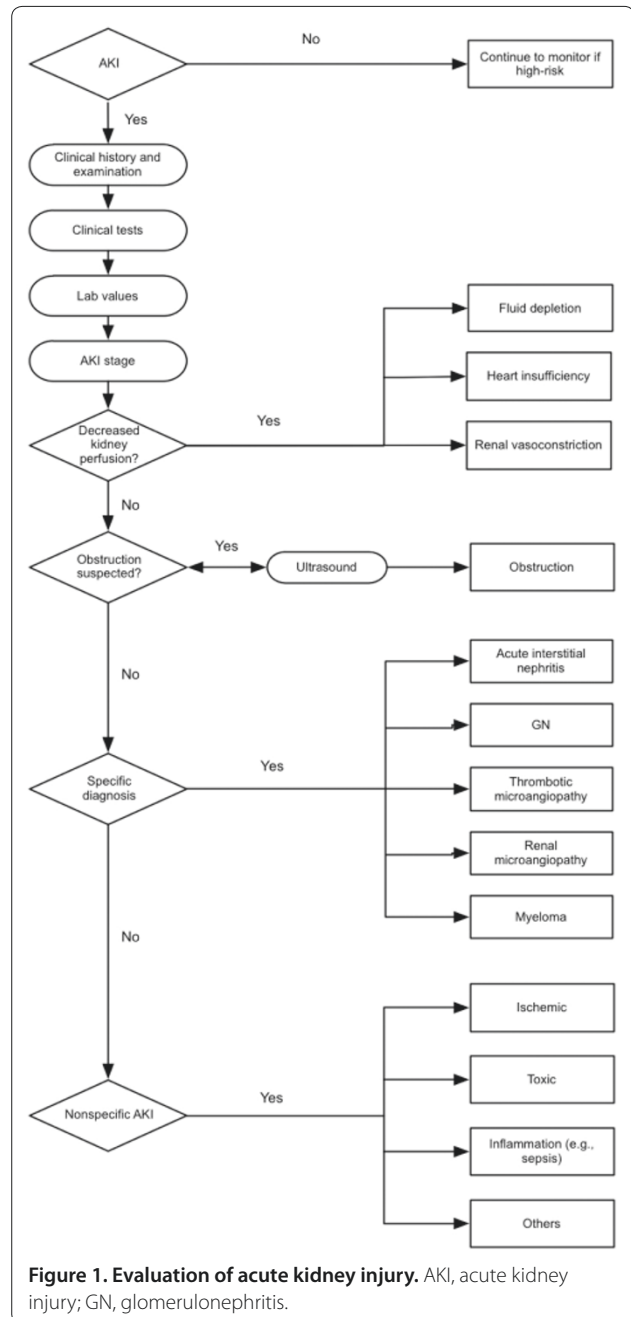 AKI
No
Continue to monitor if
high-risk
Yes
Clinical history and
examination
Clinical tests
Lab values
AKI stage
Decreased
kidney
perfusion?
Yes
Fluid depletion
Heart insufficiency
Renal vasoconstriction
No
Obstruction
suspected?
Yes
Ultrasound
Obstruction
No
Specific
diagnosis
Yes
Acute interstitial
nephritis
GN
Thrombotic
microangiopathy
Renal
microangiopathy
Myeloma
No
Nonspecific AKI
Yes
Ischemic
Toxic
Inflammation (e.g.,
sepsis)
Others
Figure 1. Evaluation of acute kidney injury. AKI, acute kidney
injury; GN, glomerulonephritis.